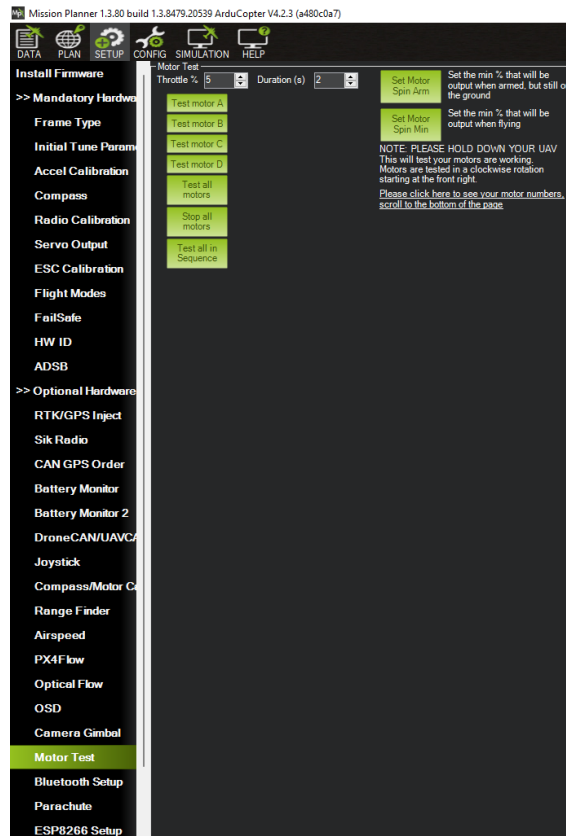 Mission Planner 1.3.80 build 1.3.8479.20539 ArduCopter V4.2.3 (a480c0a7)
DATA PLAN SETUP CONFIG SIMULATION HELP
Install Firmware
>> Mandatory Hardwa
Frame Type
Initial Tune Param
Accel Calibration
Compass
Radio Calibration
Servo Output
ESC Calibration
Flight Modes
FailSafe
HW ID
ADSB
>> Optional Hardware
RTK/GPS Inject
Sik Radio
CAN GPS Order
Battery Monitor
Battery Monitor 2
DroneCAN/UAVCA
Joystick
Compass/Motor Ca
Range Finder
Airspeed
PX4Flow
Optical Flow
OSD
Camera Gimbal
Motor Test
Bluetooth Setup
Parachute
ESP8266 Setup
Motor Test
Throttle % 5 Duration (s) 2
Test motor A
Test motor B
Test motor C
Test motor D
Test all
motors
Stop all
motors
Test all in
Sequence
Set Motor
Spin Arm
Set the min % that will be
output when armed, but still o
the ground
Set Motor
Spin Min
Set the min % that will be
output when flying
NOTE: PLEASE HOLD DOWN YOUR UAV
This will test your motors are working.
Motors are tested in a clockwise rotation
starting at the front right.
Please click here to see your motor numbers,
scroll to the bottom of the page